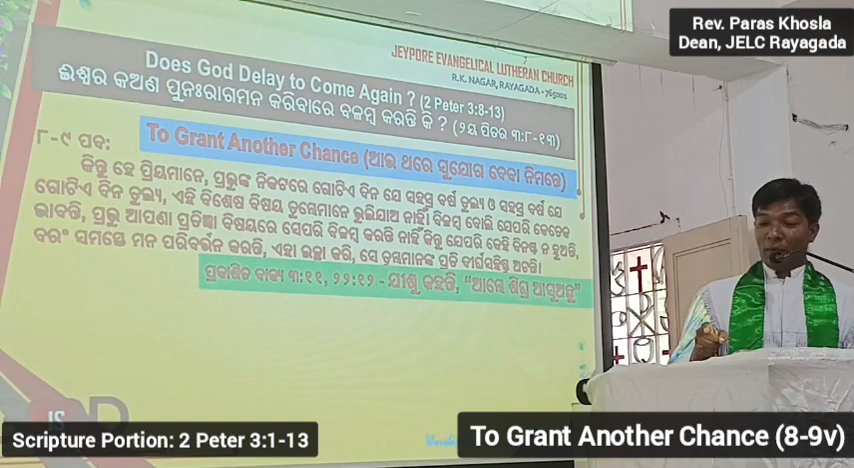 Rev. Paras Khosla
Dean, JELC Rayagada
JEYPORE EVANGELICAL LUTHERAN CHURCH
R.K. NAGAR, RAYAGADA - 765001
Does God Delay to Come Again ? (2 Peter 3:8-13)
ଈଶ୍ୱର କଅଣ ପୁନଃରାଗମନ କରିବାରେ ବିଳମ୍ବ କରନ୍ତି କି ? (୨ୟ ପିତର ୩:୮-୧୩)
୮-୯ ପଦ: To Grant Another Chance (ଆଉ ଥରେ ସୁଯୋଗ ଦେବା ନିମନ୍ତେ)
କିନ୍ତୁ ହେ ପ୍ରିୟମାନେ, ପ୍ରଭୁଙ୍କ ନିକଟରେ ଗୋଟିଏ ଦିନ ଯେ ସହସ୍ର ବର୍ଷ ତୁଲ୍ୟ ଓ ସହସ୍ର ବର୍ଷ ଯେ
ଗୋଟିଏ ଦିନ ତୁଲ୍ୟ, ଏହି ବିଶେଷ ବିଷୟ ତୁମ୍ଭେମାନେ ଭୁଲିଯାଅ ନାହିଁ। ବିଳମ୍ବ ବୋଲି ଯେପରି କେତେକ
ଭାବନ୍ତି, ପ୍ରଭୁ ଆପଣା ପ୍ରତିଜ୍ଞା ବିଷୟରେ ସେପରି ବିଳମ୍ବ କରନ୍ତି ନାହିଁ କିନ୍ତୁ ଯେପରି କେହି ବିନଷ୍ଟ ନ ହୁଅନ୍ତି,
ବରଂ ସମସ୍ତେ ମନ ପରିବର୍ତ୍ତନ କରନ୍ତି, ଏହା ଇଚ୍ଛା କରି, ସେ ତୁମ୍ଭମାନଙ୍କ ପ୍ରତି ଦୀର୍ଘସହିଷ୍ଣୁ ଅଟନ୍ତି।
ପ୍ରକାଶିତ ବାକ୍ୟ ୩:୧୧, ୨୨:୧୨ - ଯୀଶୁ କହନ୍ତି, “ଆମ୍ଭେ ଶୀଘ୍ର ଆସୁଅଛୁ”
Scripture Portion: 2 Peter 3:1-13
To Grant Another Chance (8-9v)